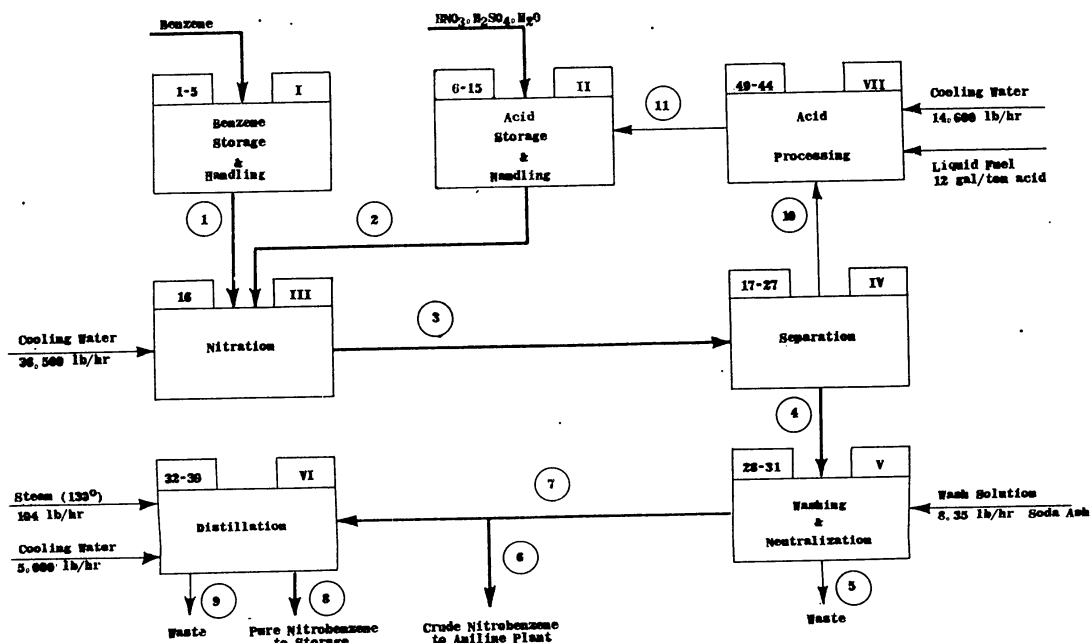 Benzene
HNO3.H2SO4.H2O
1-5 I
Benzene
Storage
&
Handling
6-15 II
Acid
Storage
&
Handling
11
49-44 VII
Acid
Processing
Cooling Water
14,600 lb/hr
Liquid Fuel
12 gal/ton acid
1
2
10
16 III
Nitration
Cooling Water
36,500 lb/hr
3
17-27 IV
Separation
4
32-39 VI
Distillation
Steam (133°)
104 lb/hr
Cooling Water
5,000 lb/hr
7
28-31 V
Washing
&
Neutralization
Wash Solution
8.35 lb/hr Soda Ash
9
8
6
5
Waste
Pure Nitrobenzene
to Storage
Crude Nitrobenzene
to Aniline Plant
Waste